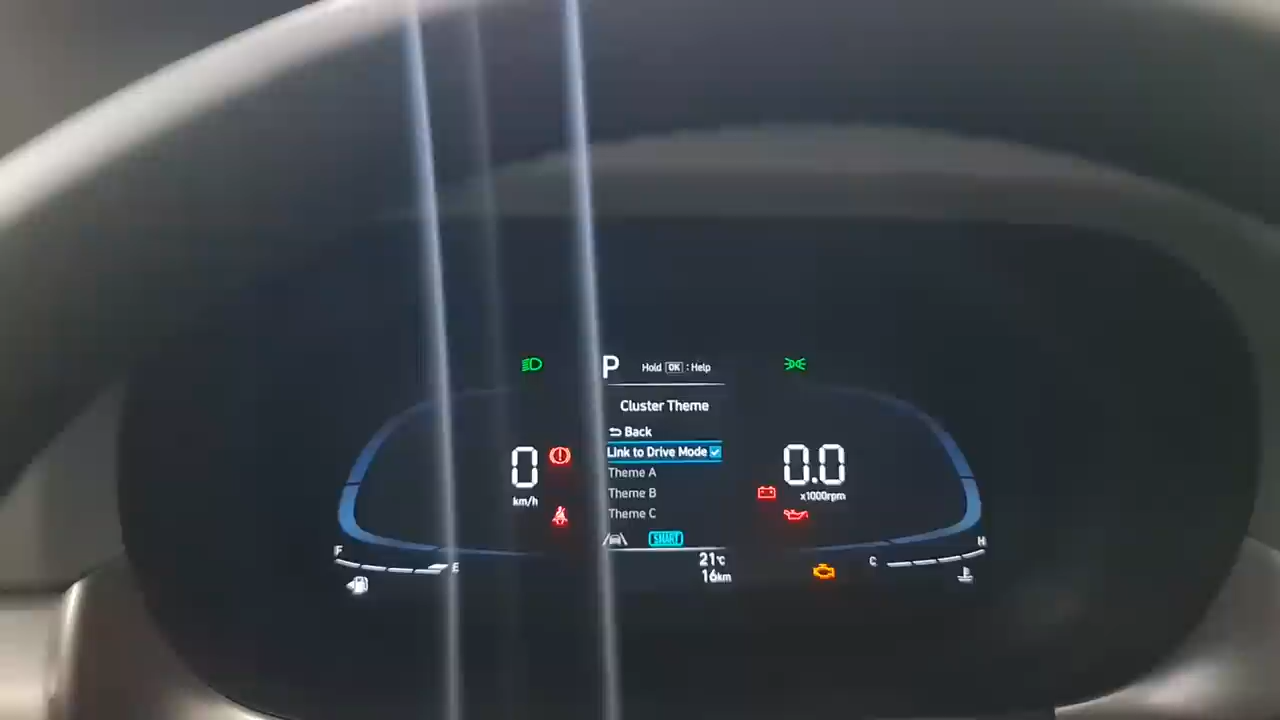 P
Hold OK : Help
Cluster Theme
Back
Link to Drive Mode
Theme A
Theme B
Theme C
0
km/h
0.0
x1000rpm
SMART
F
E
C
H
21℃
16km